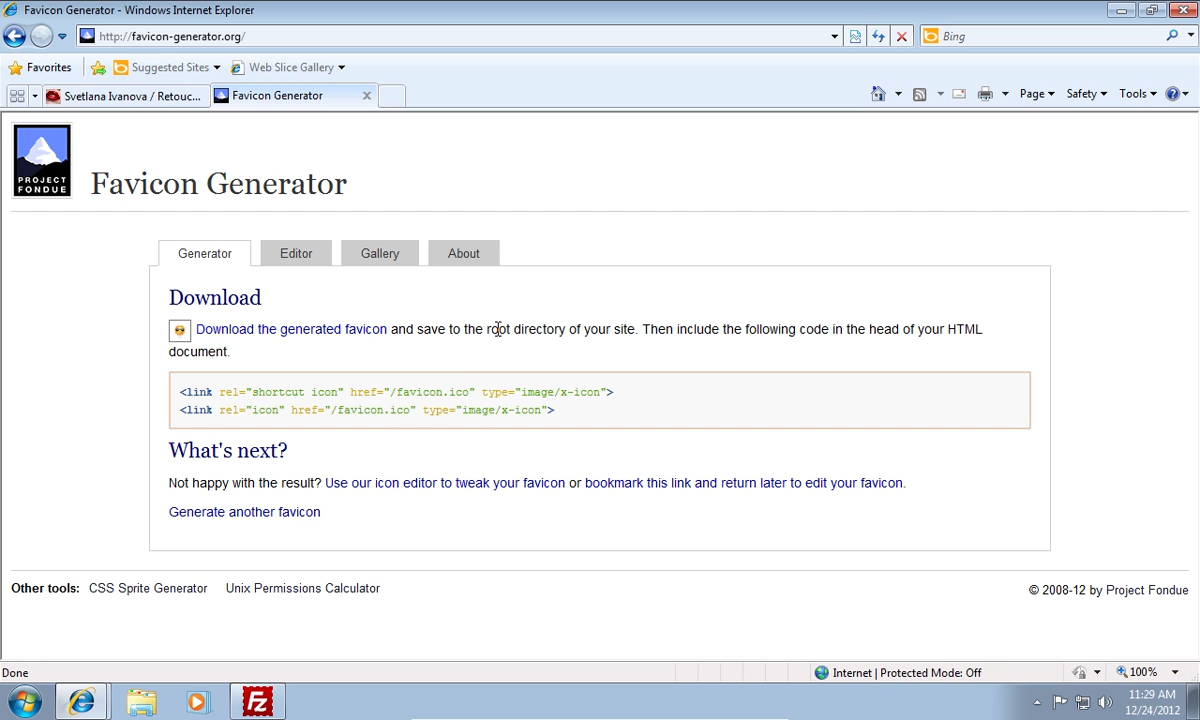 Favicon Generator - Windows Internet Explorer
http://favicon-generator.org/
Bing
Favorites
Suggested Sites
Web Slice Gallery
Svetlana Ivanova / Retouc...
Favicon Generator
Page
Safety
Tools
PROJECT
FONDUE
Favicon Generator
Generator
Editor
Gallery
About
Download
Download the generated favicon and save to the root directory of your site. Then include the following code in the head of your HTML
document.
<link rel="shortcut icon" href="/favicon.ico" type="image/x-icon">
<link rel="icon" href="/favicon.ico" type="image/x-icon">
What's next?
Not happy with the result? Use our icon editor to tweak your favicon or bookmark this link and return later to edit your favicon.
Generate another favicon
Other tools: CSS Sprite Generator Unix Permissions Calculator
© 2008-12 by Project Fondue
Done
Internet | Protected Mode: Off
100%
Fz
11:29 AM
12/24/2012